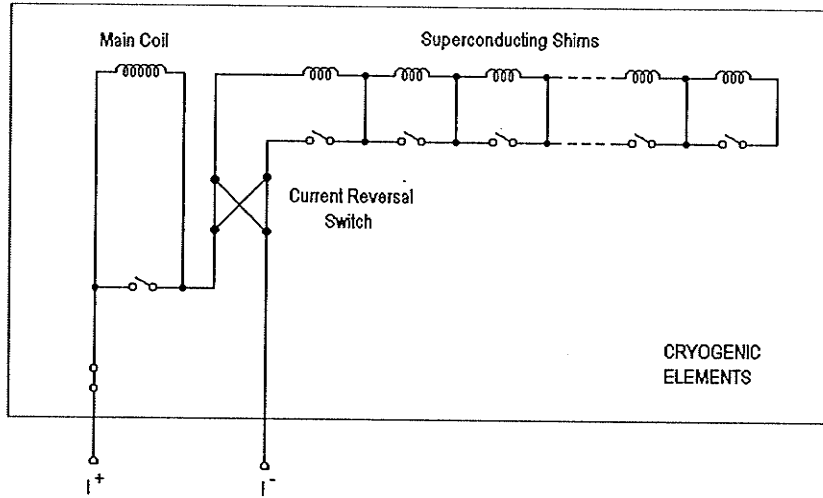 Main Coil
Superconducting Shims
Current Reversal
Switch
CRYOGENIC
ELEMENTS
I+
I-